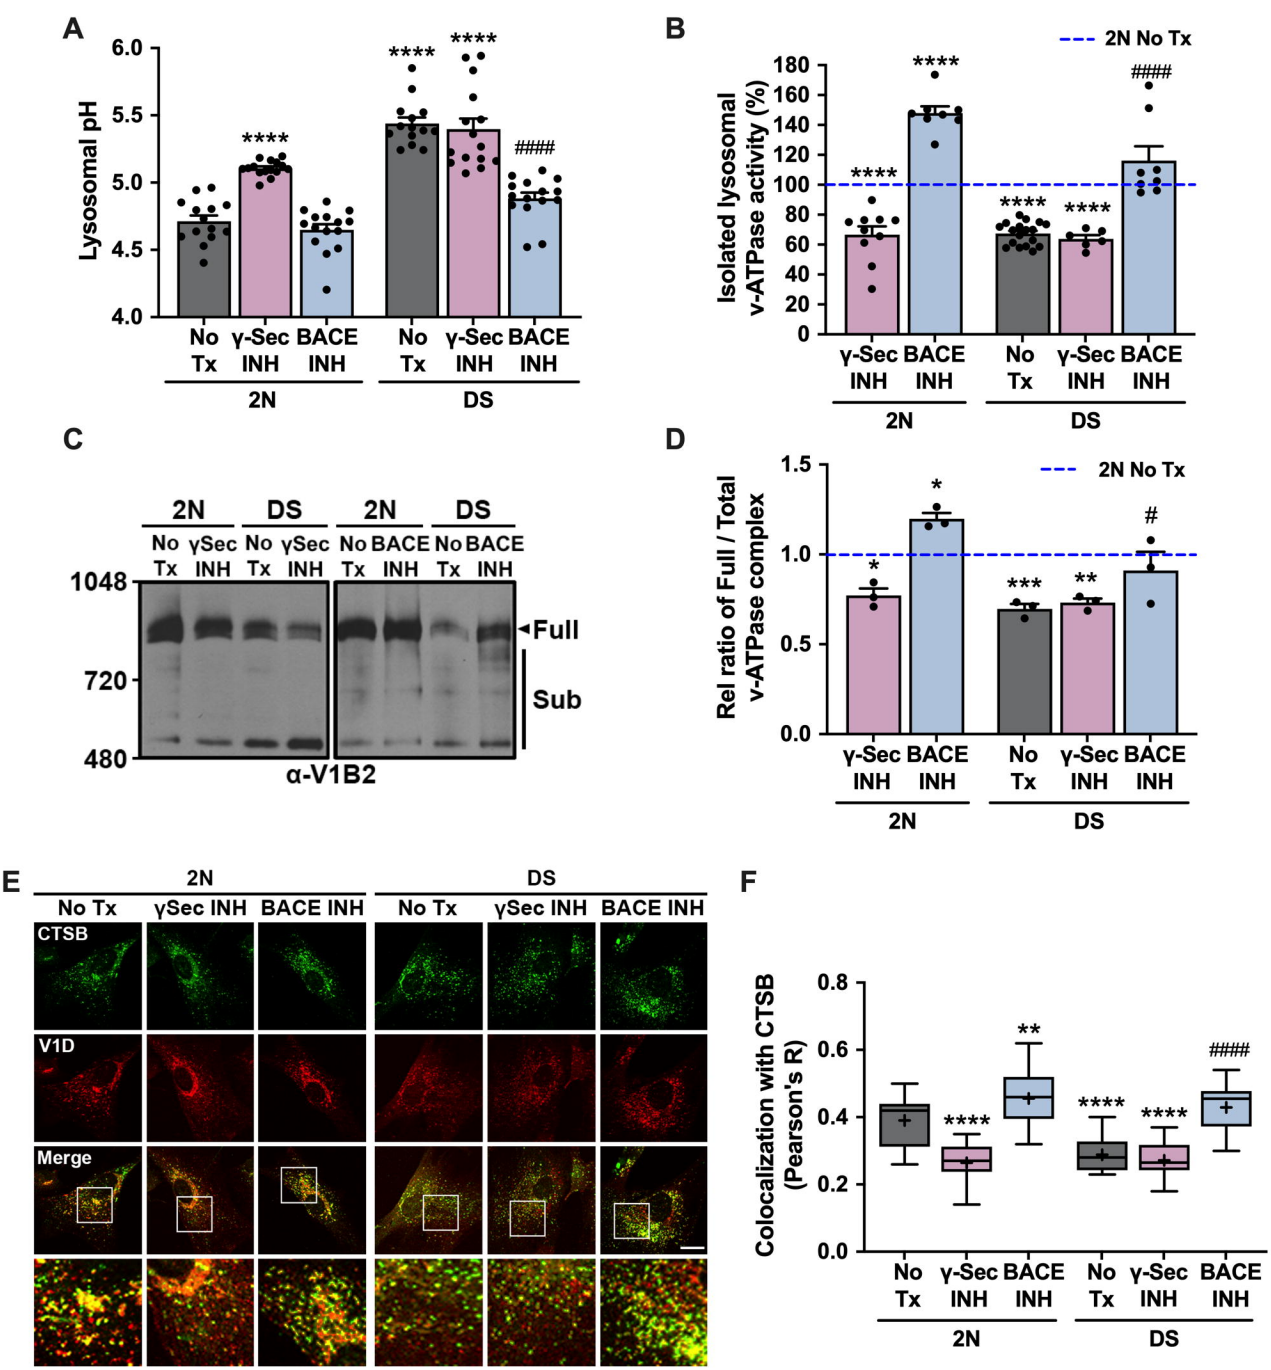 A
Lysosomal pH
6.0
5.5
5.0
4.5
4.0
****
****
****
####
No Tx
γ-Sec INH
BACE INH
No Tx
γ-Sec INH
BACE INH
2N
DS
B
2N No Tx
Isolated lysosomal
v-ATPase activity (%)
180
160
140
120
100
80
60
40
20
0
****
****
****
****
####
γ-Sec INH
BACE INH
No Tx
γ-Sec INH
BACE INH
2N
DS
C
2N
DS
2N
DS
No Tx
γSec INH
No Tx
γSec INH
No Tx
BACE INH
No Tx
BACE INH
1048
720
480
Full
Sub
α-V1B2
D
2N No Tx
Rel ratio of Full / Total
v-ATPase complex
1.5
1.0
0.5
0.0
*
*
***
**
#
γ-Sec INH
BACE INH
No Tx
γ-Sec INH
BACE INH
2N
DS
E
2N
DS
No Tx
γSec INH
BACE INH
No Tx
γSec INH
BACE INH
CTSB
V1D
Merge
F
Colocalization with CTSB
(Pearson's R)
0.8
0.6
0.4
0.2
0.0
****
**
****
****
####
No Tx
γ-Sec INH
BACE INH
No Tx
γ-Sec INH
BACE INH
2N
DS